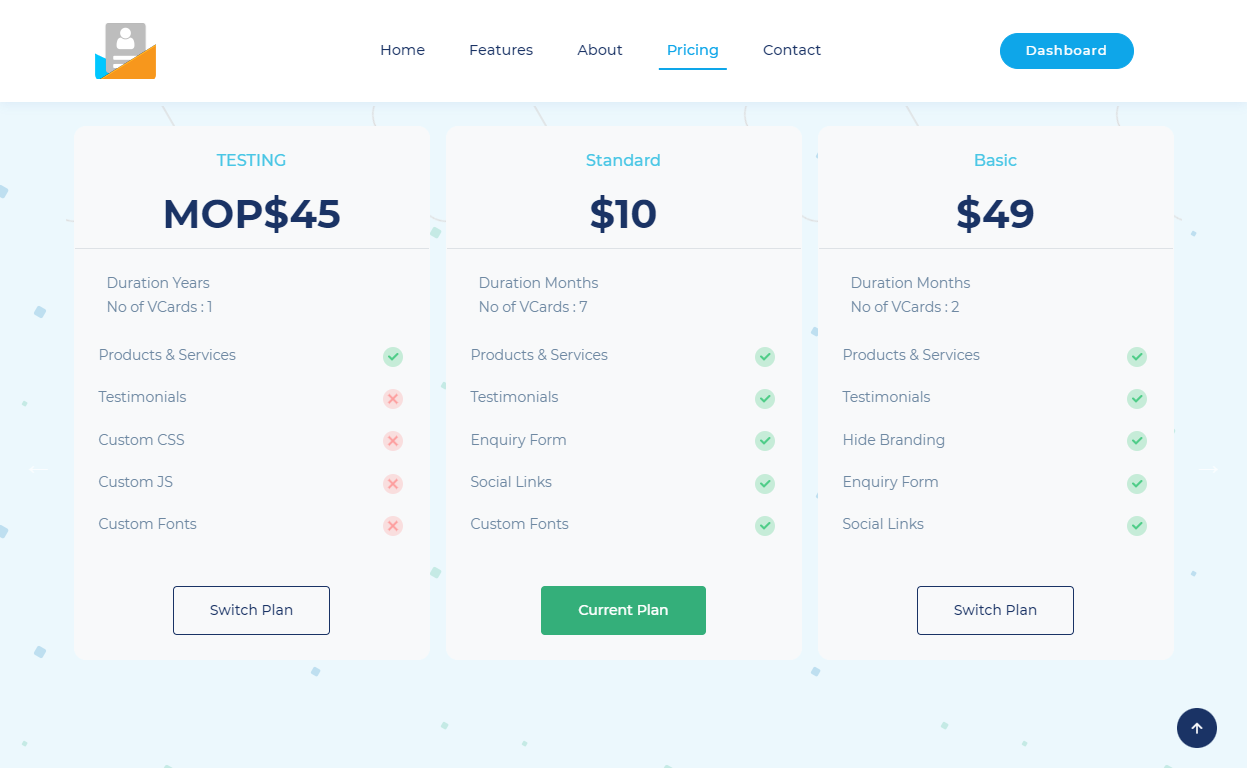 Home Features About Pricing Contact Dashboard
TESTING
MOP$45
Duration Years
No of VCards : 1
Products & Services
Testimonials
Custom CSS
Custom JS
Custom Fonts
Switch Plan
Standard
$10
Duration Months
No of VCards : 7
Products & Services
Testimonials
Enquiry Form
Social Links
Custom Fonts
Current Plan
Basic
$49
Duration Months
No of VCards : 2
Products & Services
Testimonials
Hide Branding
Enquiry Form
Social Links
Switch Plan